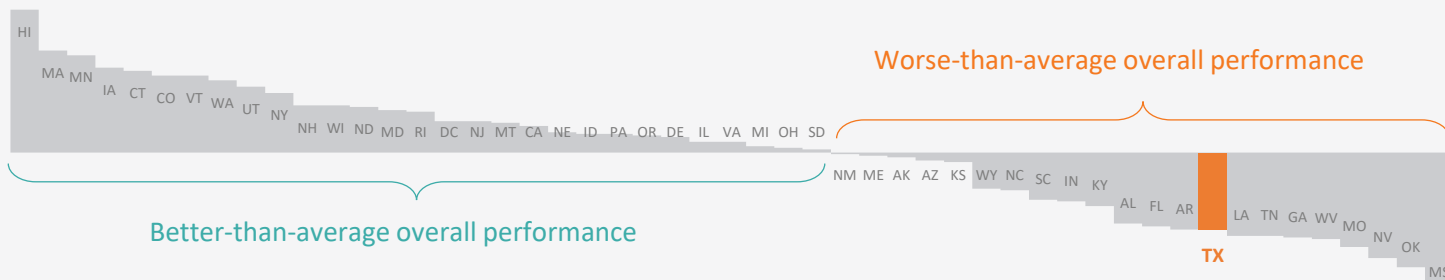 HI
MA MN IA CT CO VT WA UT NY NH WI ND MD RI DC NJ MT CA NE ID PA OR DE IL VA MI OH SD
Worse-than-average overall performance
NM ME AK AZ KS WY NC SC IN KY AL FL AR TX LA TN GA WV MO NV OK MS
Better-than-average overall performance